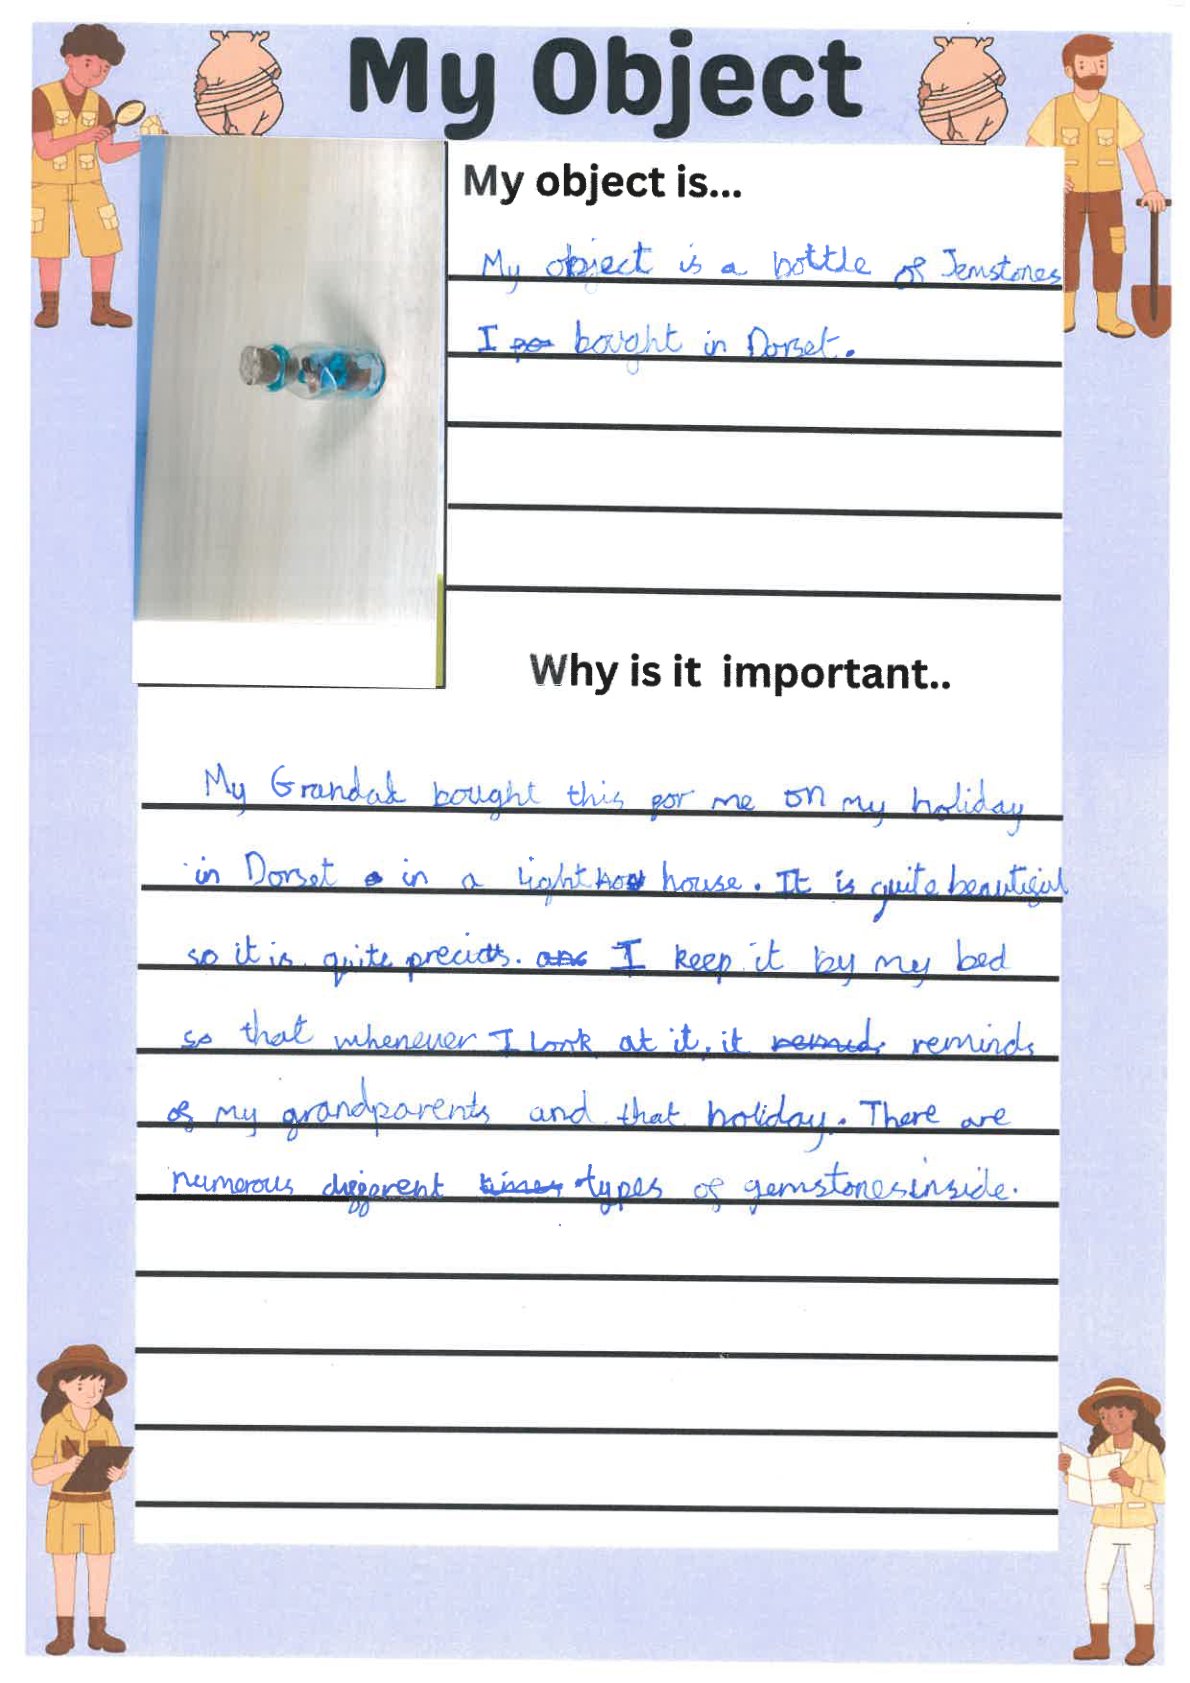 My Object
My object is...
My object is a bottle of Jemstones
I bought in Dorset.
Why is it important..
My Grandad bought this for me on my holiday
in Dorset in a light house. It is quite beautiful
so it is quite precious. I keep it by my bed
so that whenever I look at it, it reminds
of my grandparents and that holiday. There are
numerous different types of gemstones inside.